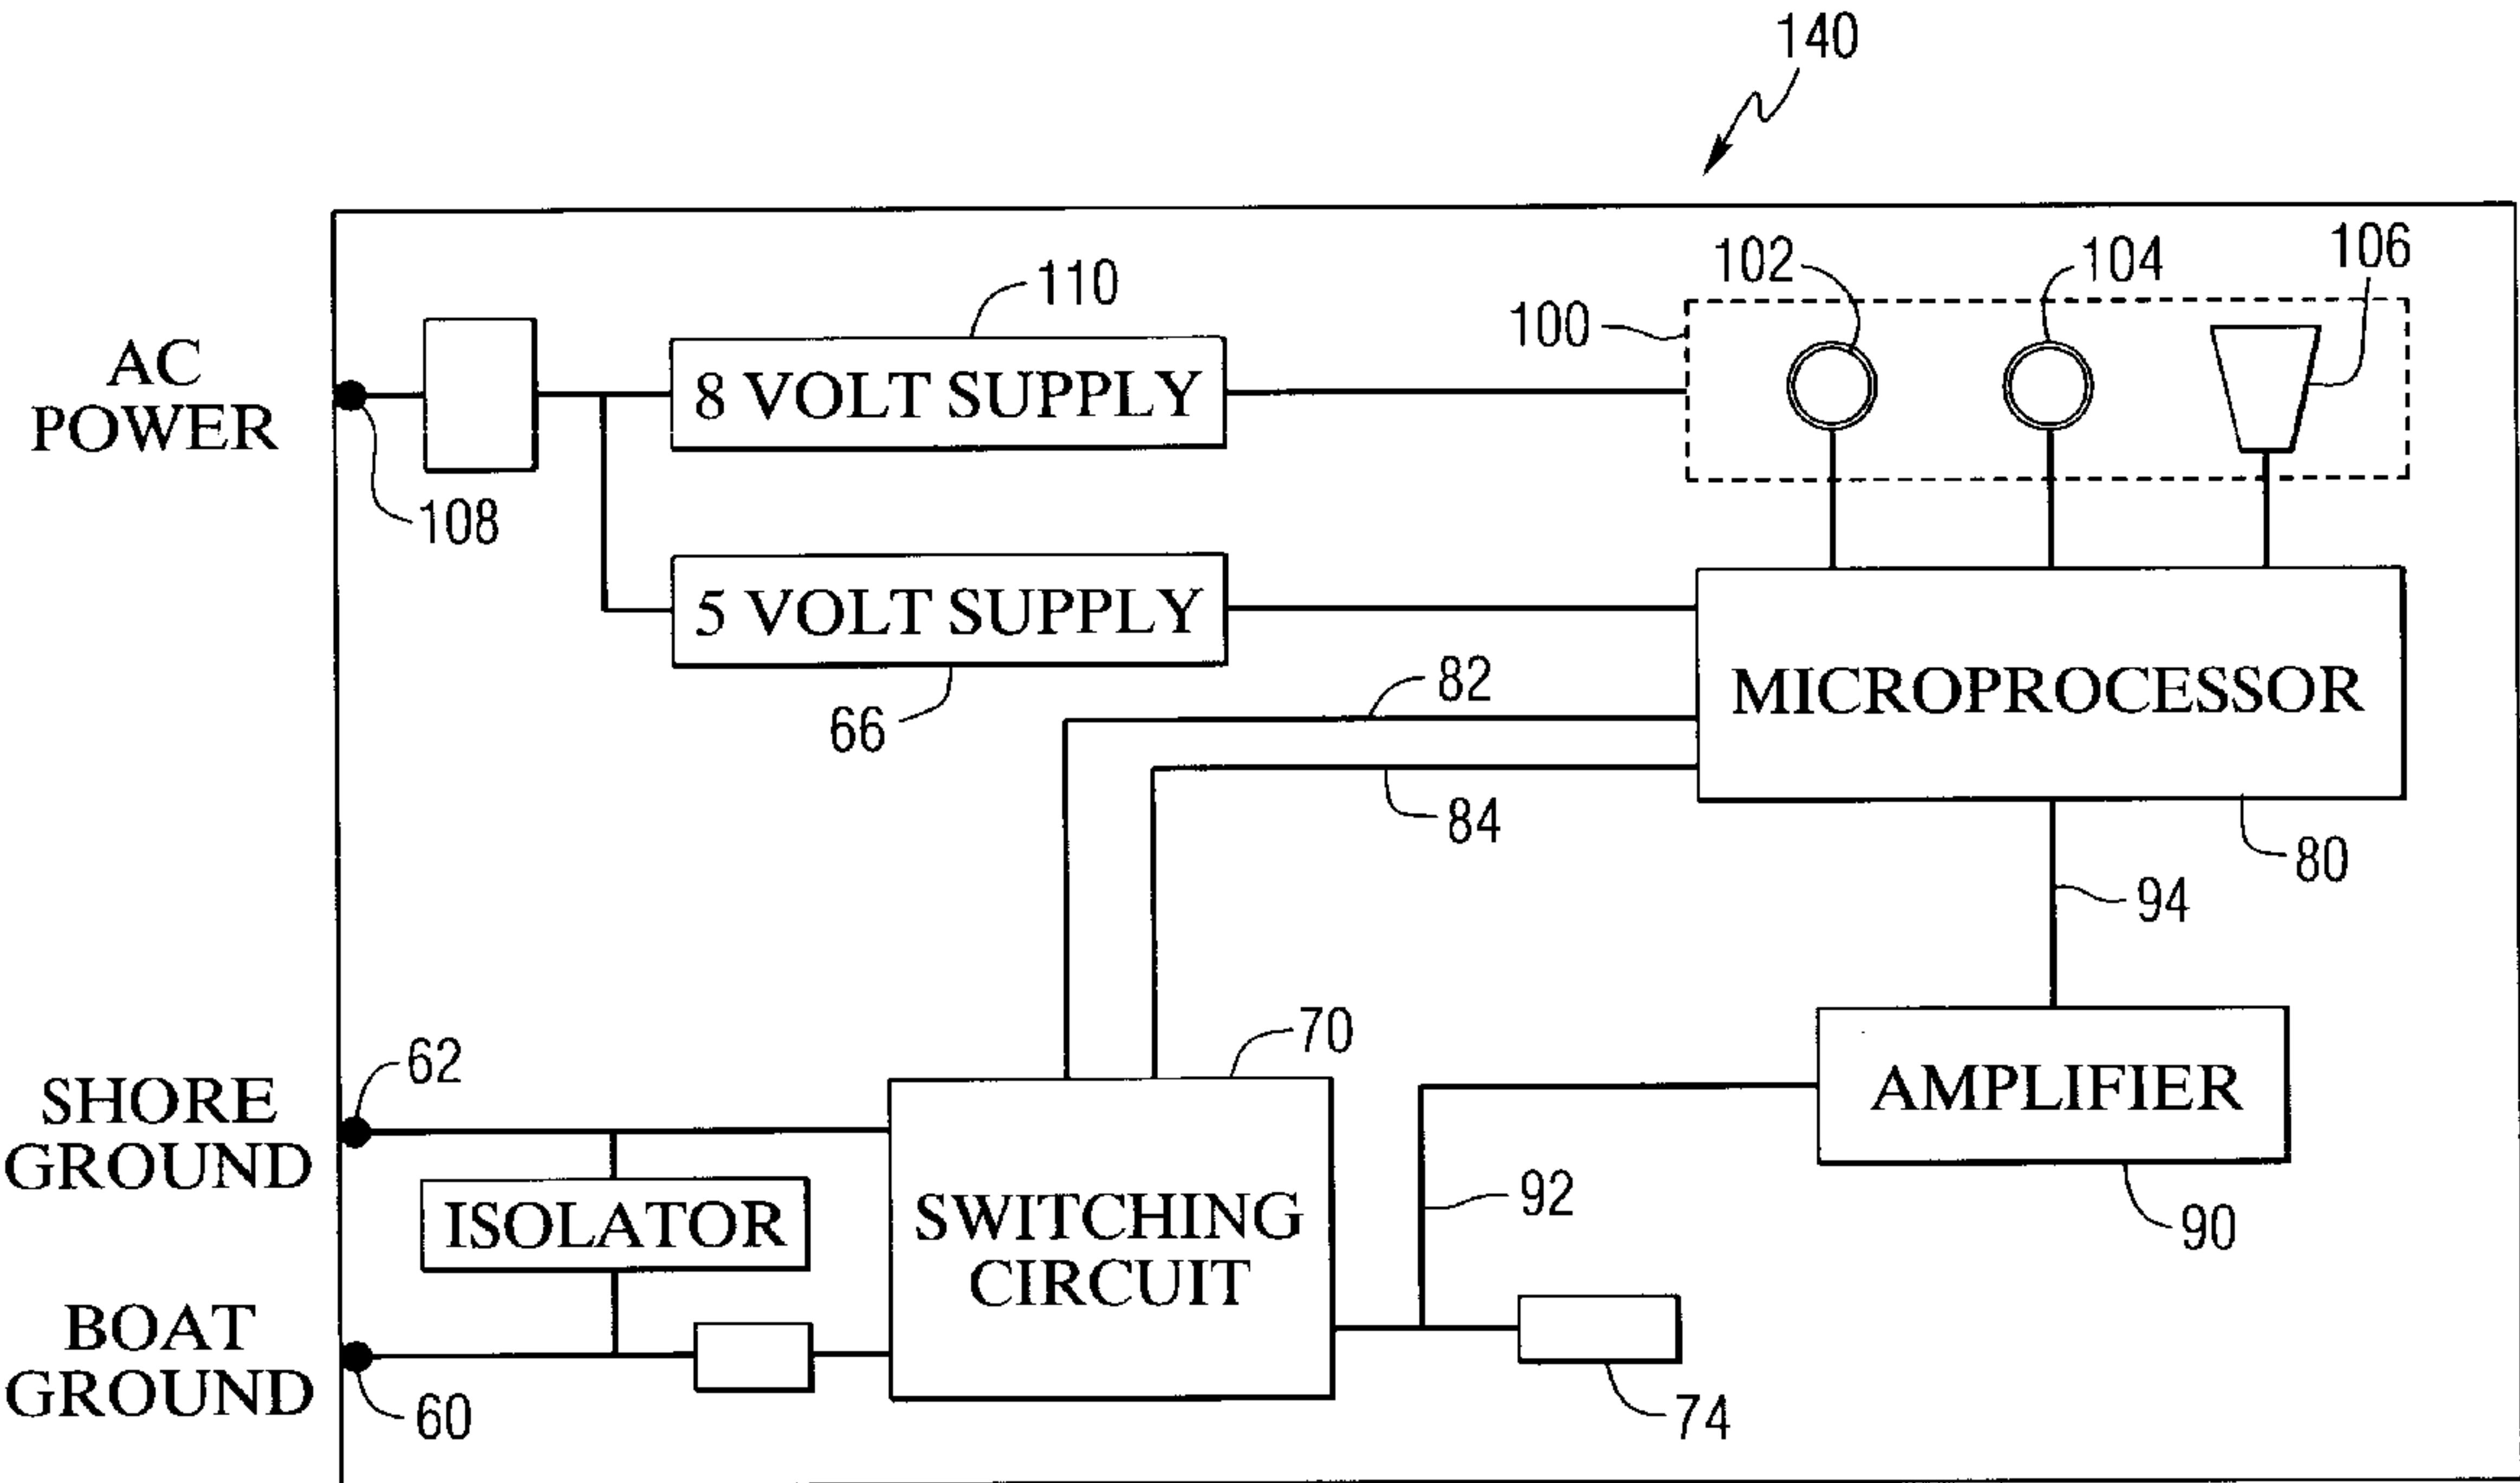 140
102
104
106
110
100
AC
POWER
8 VOLT SUPPLY
108
5 VOLT SUPPLY
66
82
MICROPROCESSOR
84
80
94
70
62
SHORE
GROUND
AMPLIFIER
ISOLATOR
SWITCHING
CIRCUIT
92
90
BOAT
GROUND
60
74